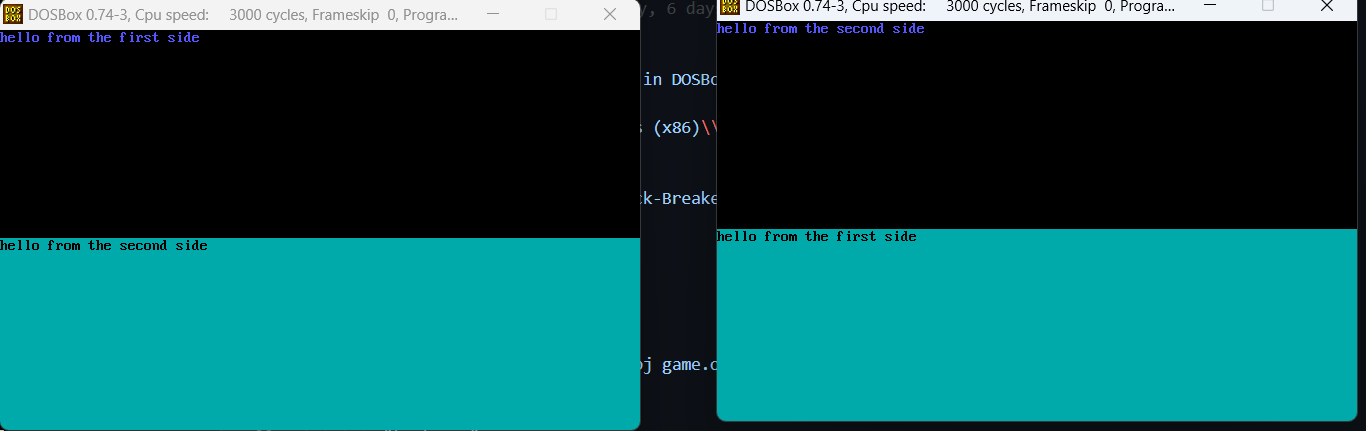 DOSBox 0.74-3, Cpu speed: 3000 cycles, Frameskip 0, Progra...
hello from the first side
hello from the second side
y, 6 day
in DOSBo
s (x86)\\
ck-Breake
oj game.o
DOSBox 0.74-3, Cpu speed: 3000 cycles, Frameskip 0, Progra...
hello from the second side
hello from the first side